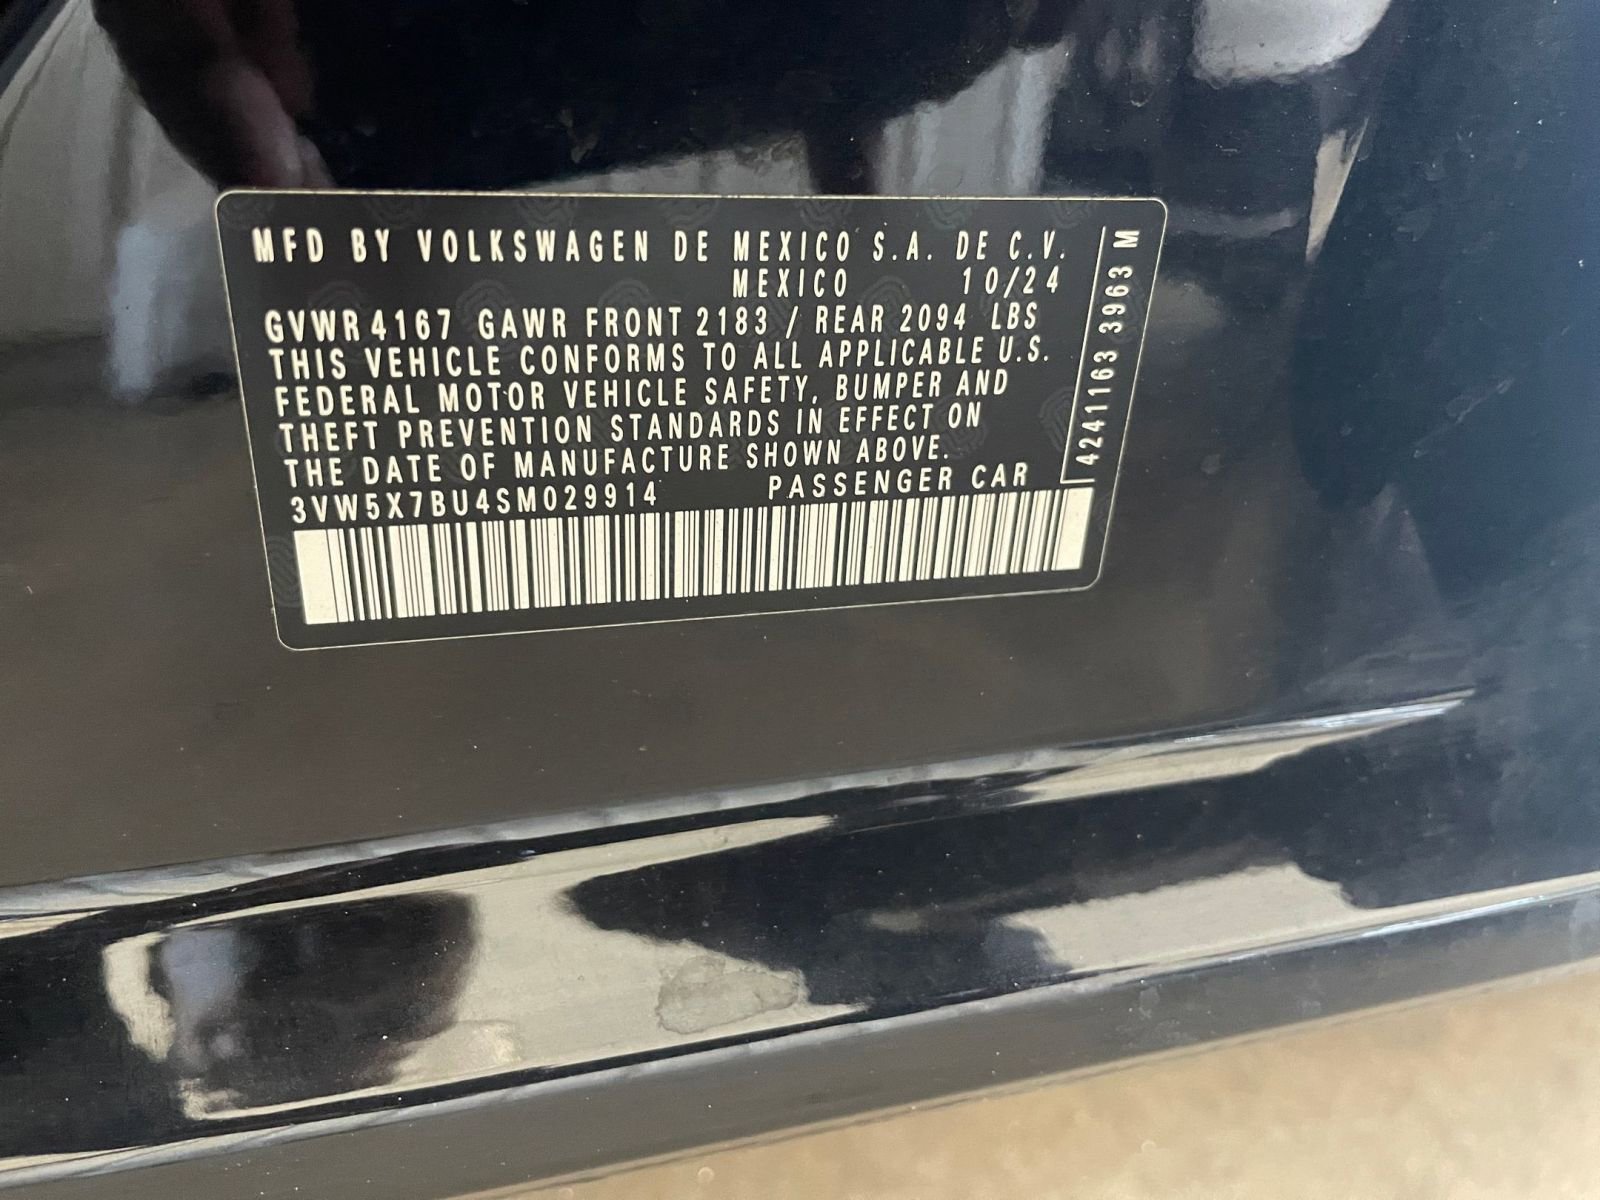 MFD BY VOLKSWAGEN DE MEXICO S.A. DE C.V.
MEXICO 10/24
GVWR 4167 GAWR FRONT 2183 / REAR 2094 LBS
THIS VEHICLE CONFORMS TO ALL APPLICABLE U.S.
FEDERAL MOTOR VEHICLE SAFETY, BUMPER AND
THEFT PREVENTION STANDARDS IN EFFECT ON
THE DATE OF MANUFACTURE SHOWN ABOVE.
3VW5X7BU4SM029914 PASSENGER CAR
4241163 3963 M